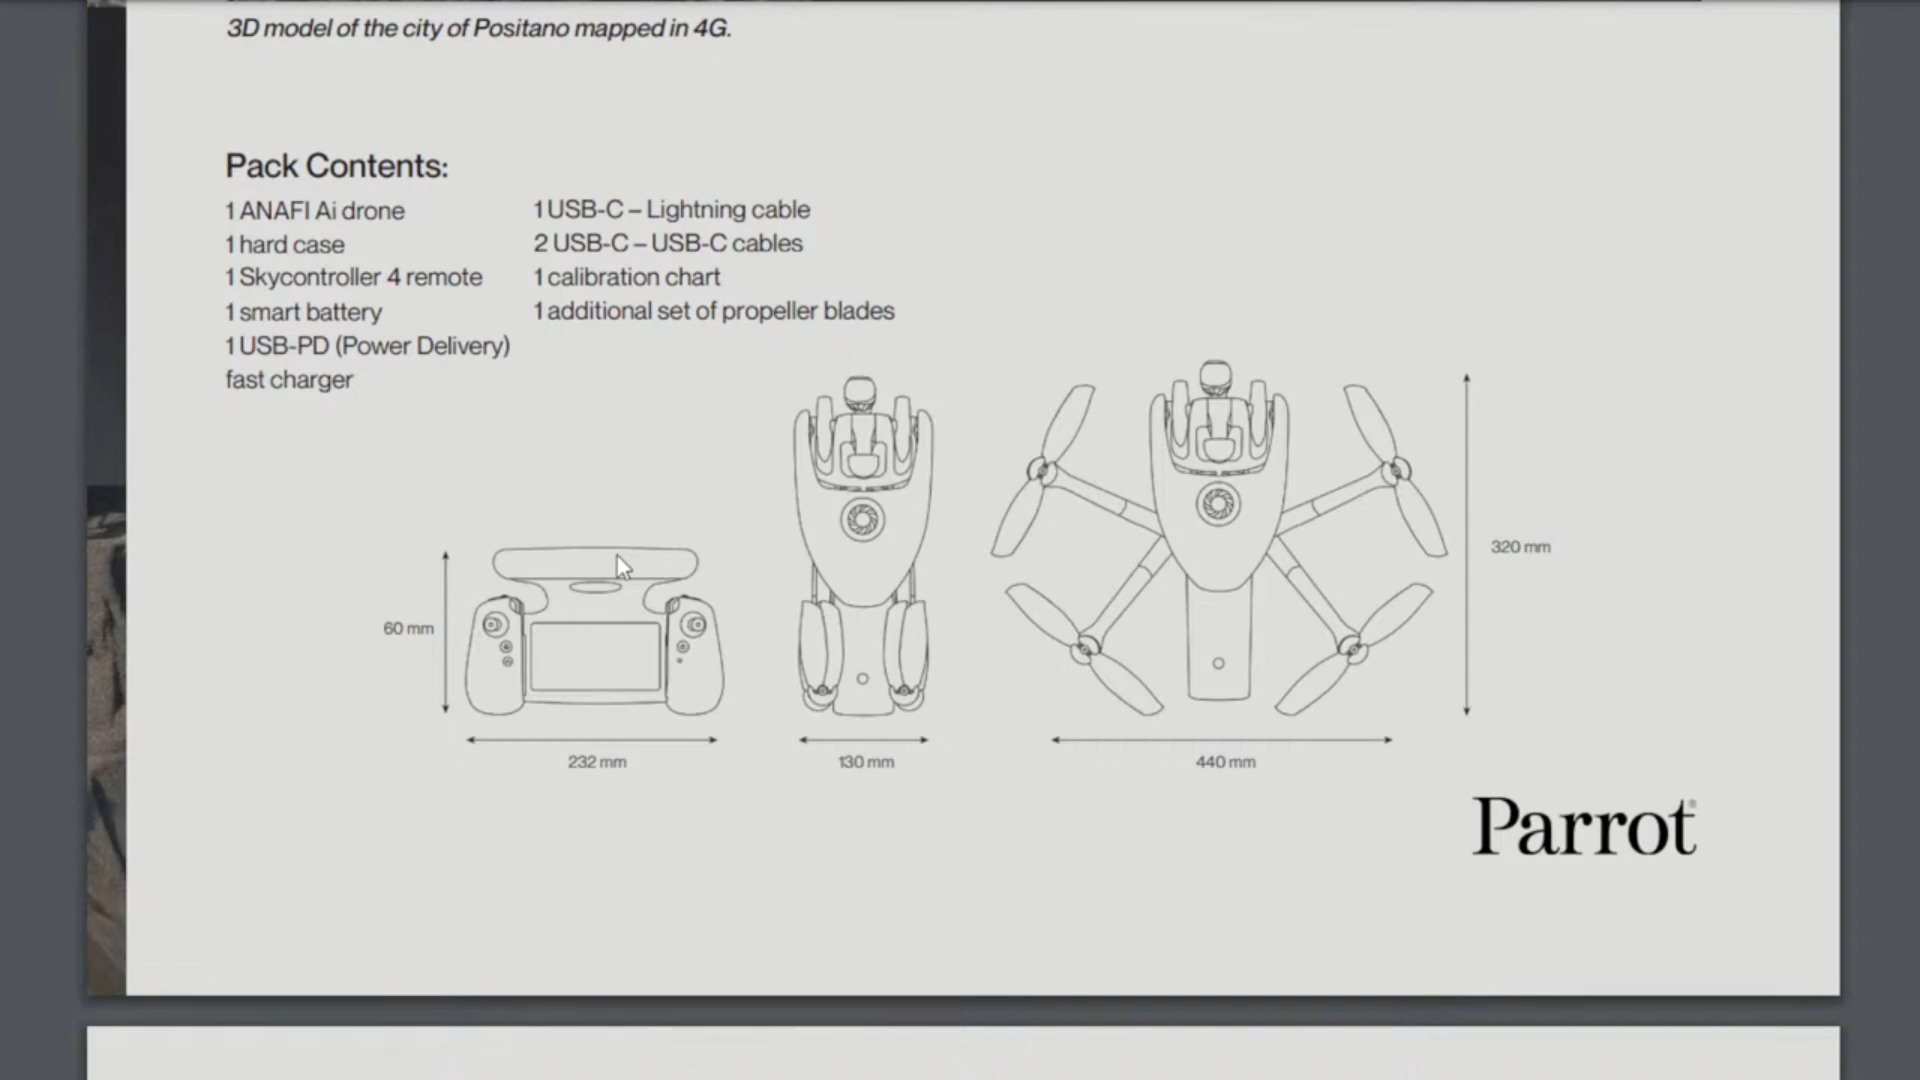 3D model of the city of Positano mapped in 4G.
Pack Contents:
1 ANAFI Ai drone
1 hard case
1 Skycontroller 4 remote
1 smart battery
1 USB-PD (Power Delivery)
fast charger
1 USB-C – Lightning cable
2 USB-C – USB-C cables
1 calibration chart
1 additional set of propeller blades
60 mm
232 mm
130 mm
440 mm
320 mm
Parrot®